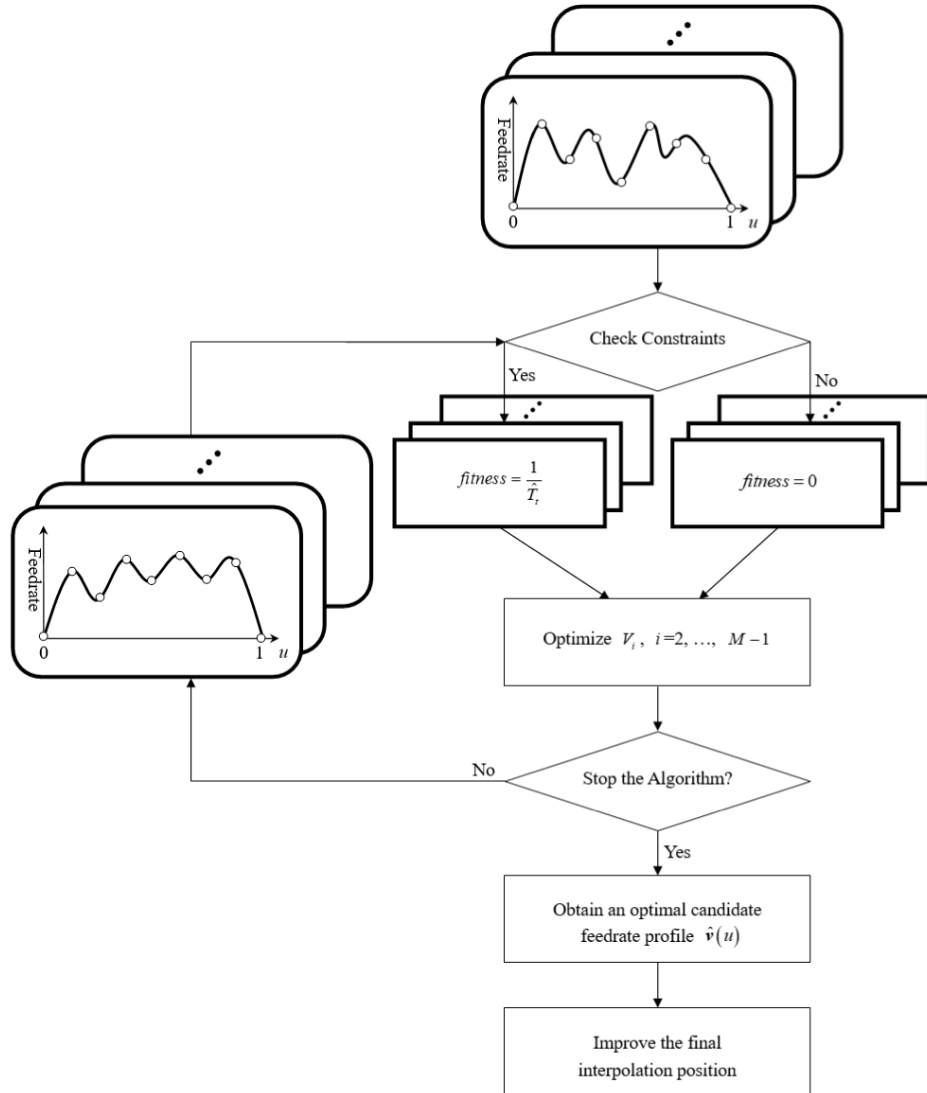 Feedrate
0
1
u
Check Constraints
Yes
No
fitness = 1/T̂_t
fitness = 0
Feedrate
0
1
u
Optimize V_i, i=2, …, M−1
No
Stop the Algorithm?
Yes
Obtain an optimal candidate
feedrate profile v̂(u)
Improve the final
interpolation position